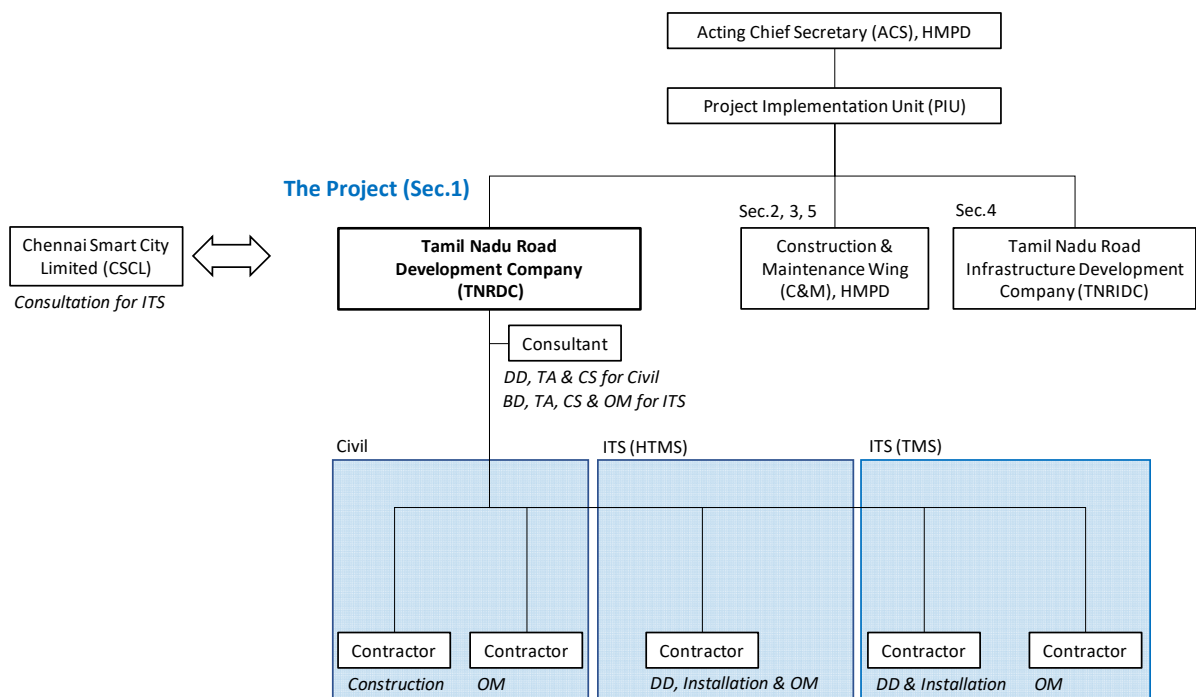 Acting Chief Secretary (ACS), HMPD
Project Implementation Unit (PIU)
The Project (Sec.1)
Sec.2, 3, 5
Sec.4
Chennai Smart City
Limited (CSCL)
Consultation for ITS
Tamil Nadu Road
Development Company
(TNRDC)
Construction &
Maintenance Wing
(C&M), HMPD
Tamil Nadu Road
Infrastructure Development
Company (TNRIDC)
Consultant
DD, TA & CS for Civil
BD, TA, CS & OM for ITS
Civil
ITS (HTMS)
ITS (TMS)
Contractor
Contractor
Contractor
Contractor
Contractor
Construction
OM
DD, Installation & OM
DD & Installation
OM